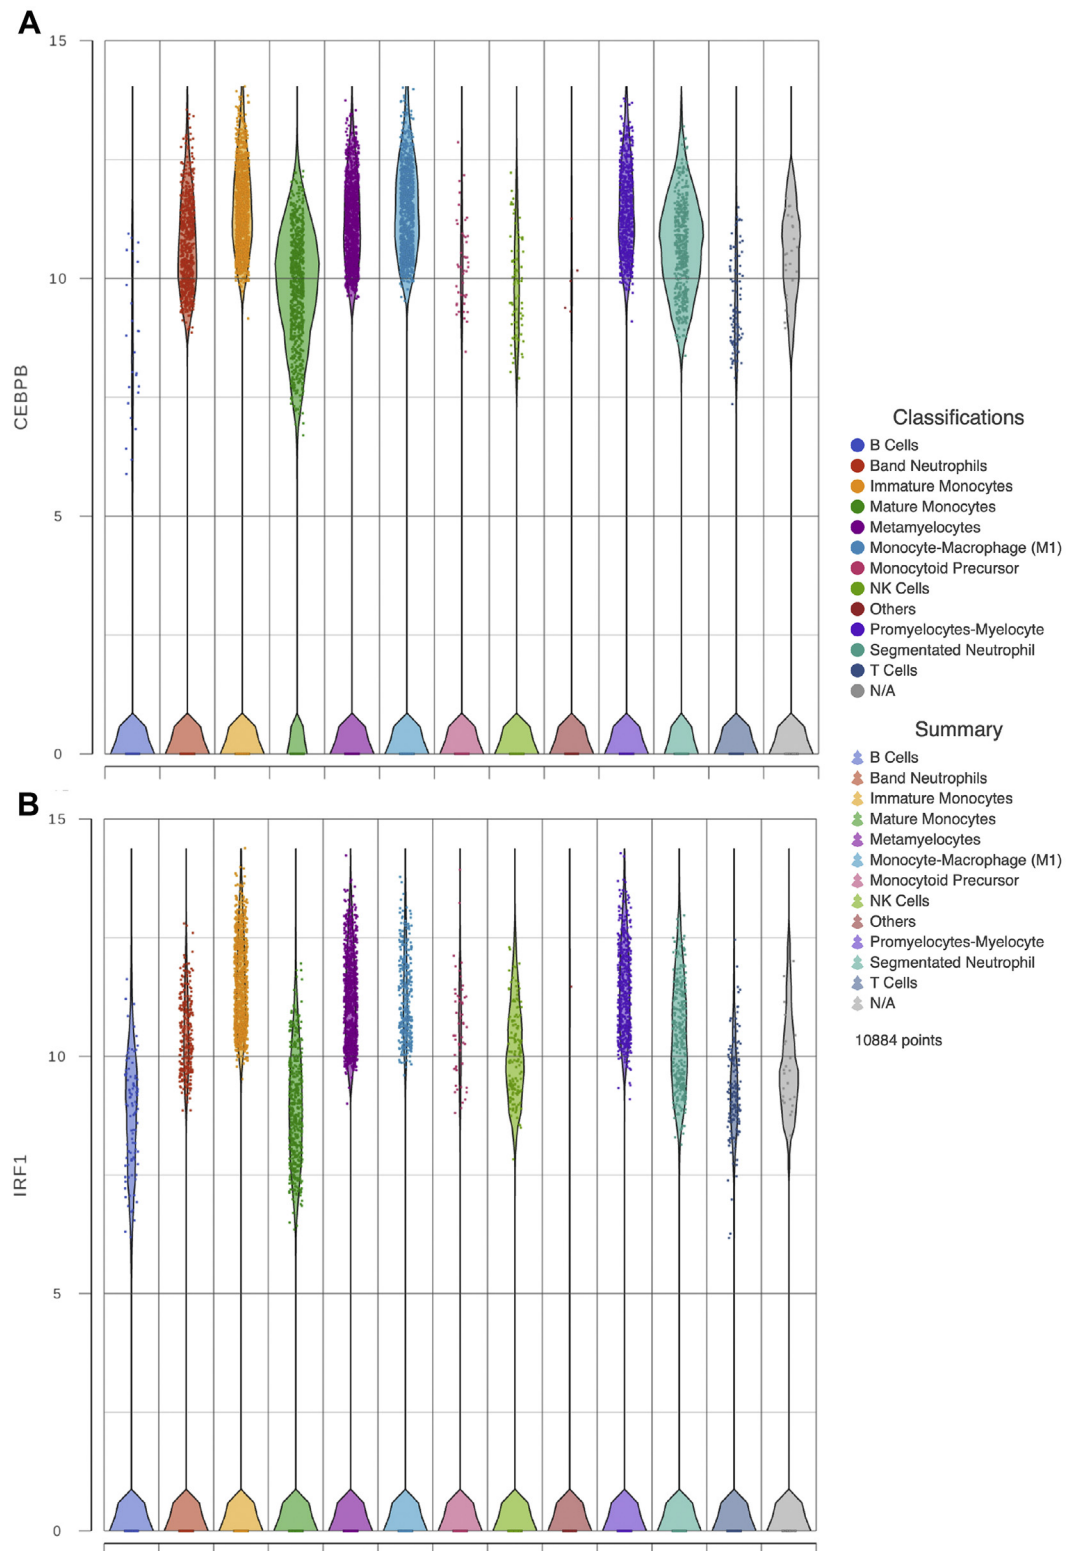 A
15
10
5
0
CEBPB
Classifications
B Cells
Band Neutrophils
Immature Monocytes
Mature Monocytes
Metamyelocytes
Monocyte-Macrophage (M1)
Monocytoid Precursor
NK Cells
Others
Promyelocytes-Myelocyte
Segmentated Neutrophil
T Cells
N/A
Summary
B Cells
Band Neutrophils
Immature Monocytes
Mature Monocytes
Metamyelocytes
Monocyte-Macrophage (M1)
Monocytoid Precursor
NK Cells
Others
Promyelocytes-Myelocyte
Segmentated Neutrophil
T Cells
N/A
10884 points
B
15
10
5
0
IRF1